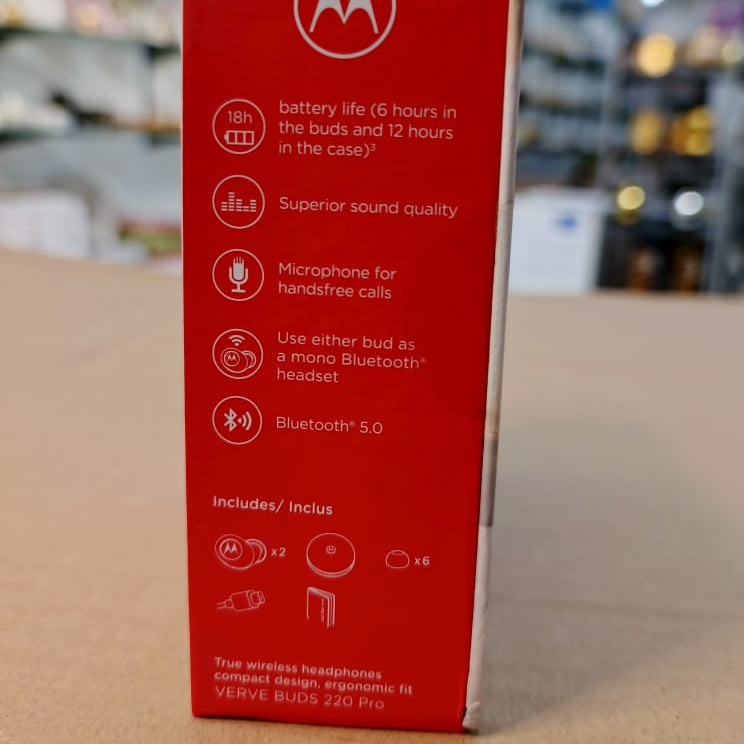 18h
battery life (6 hours in
the buds and 12 hours
in the case)³
Superior sound quality
Microphone for
handsfree calls
Use either bud as
a mono Bluetooth®
headset
Bluetooth® 5.0
Includes/ Inclus
x2
x6
True wireless headphones
compact design, ergonomic fit
VERVE BUDS 220 Pro